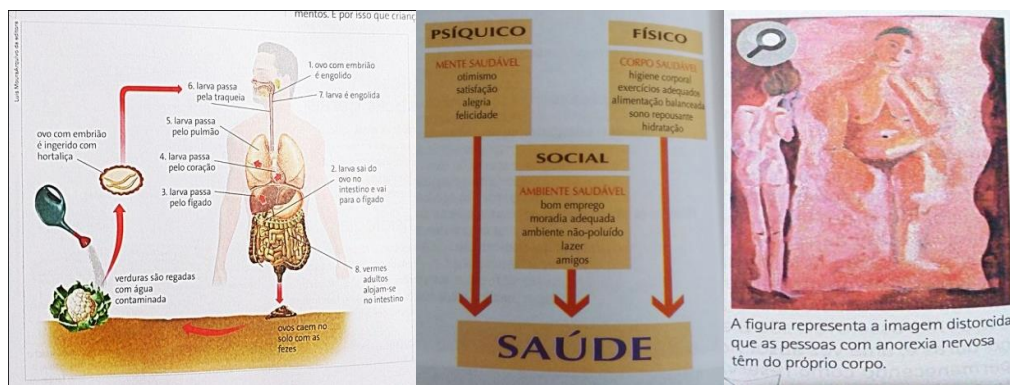 mentos. É por isso que crianç
Luis Moura/Arquivo da editora
1. ovo com embrião
é engolido
6. larva passa
pela traqueia
7. larva é engolida
5. larva passa
pelo pulmão
ovo com embrião
é ingerido com
hortaliça
4. larva passa
pelo coração
2. larva sai do
ovo no
intestino e vai
para o fígado
3. larva passa
pelo fígado
8. vermes
adultos
alojam-se
no intestino
verduras são regadas
com água
contaminada
ovos caem no
solo com as
fezes
PSÍQUICO
MENTE SAUDÁVEL
otimismo
satisfação
alegria
felicidade
FÍSICO
CORPO SAUDÁVEL
higiene corporal
exercícios adequados
alimentação balanceada
sono repousante
hidratação
SOCIAL
AMBIENTE SAUDÁVEL
bom emprego
moradia adequada
ambiente não-poluído
lazer
amigos
SAÚDE
A figura representa a imagem distorcida
que as pessoas com anorexia nervosa
têm do próprio corpo.